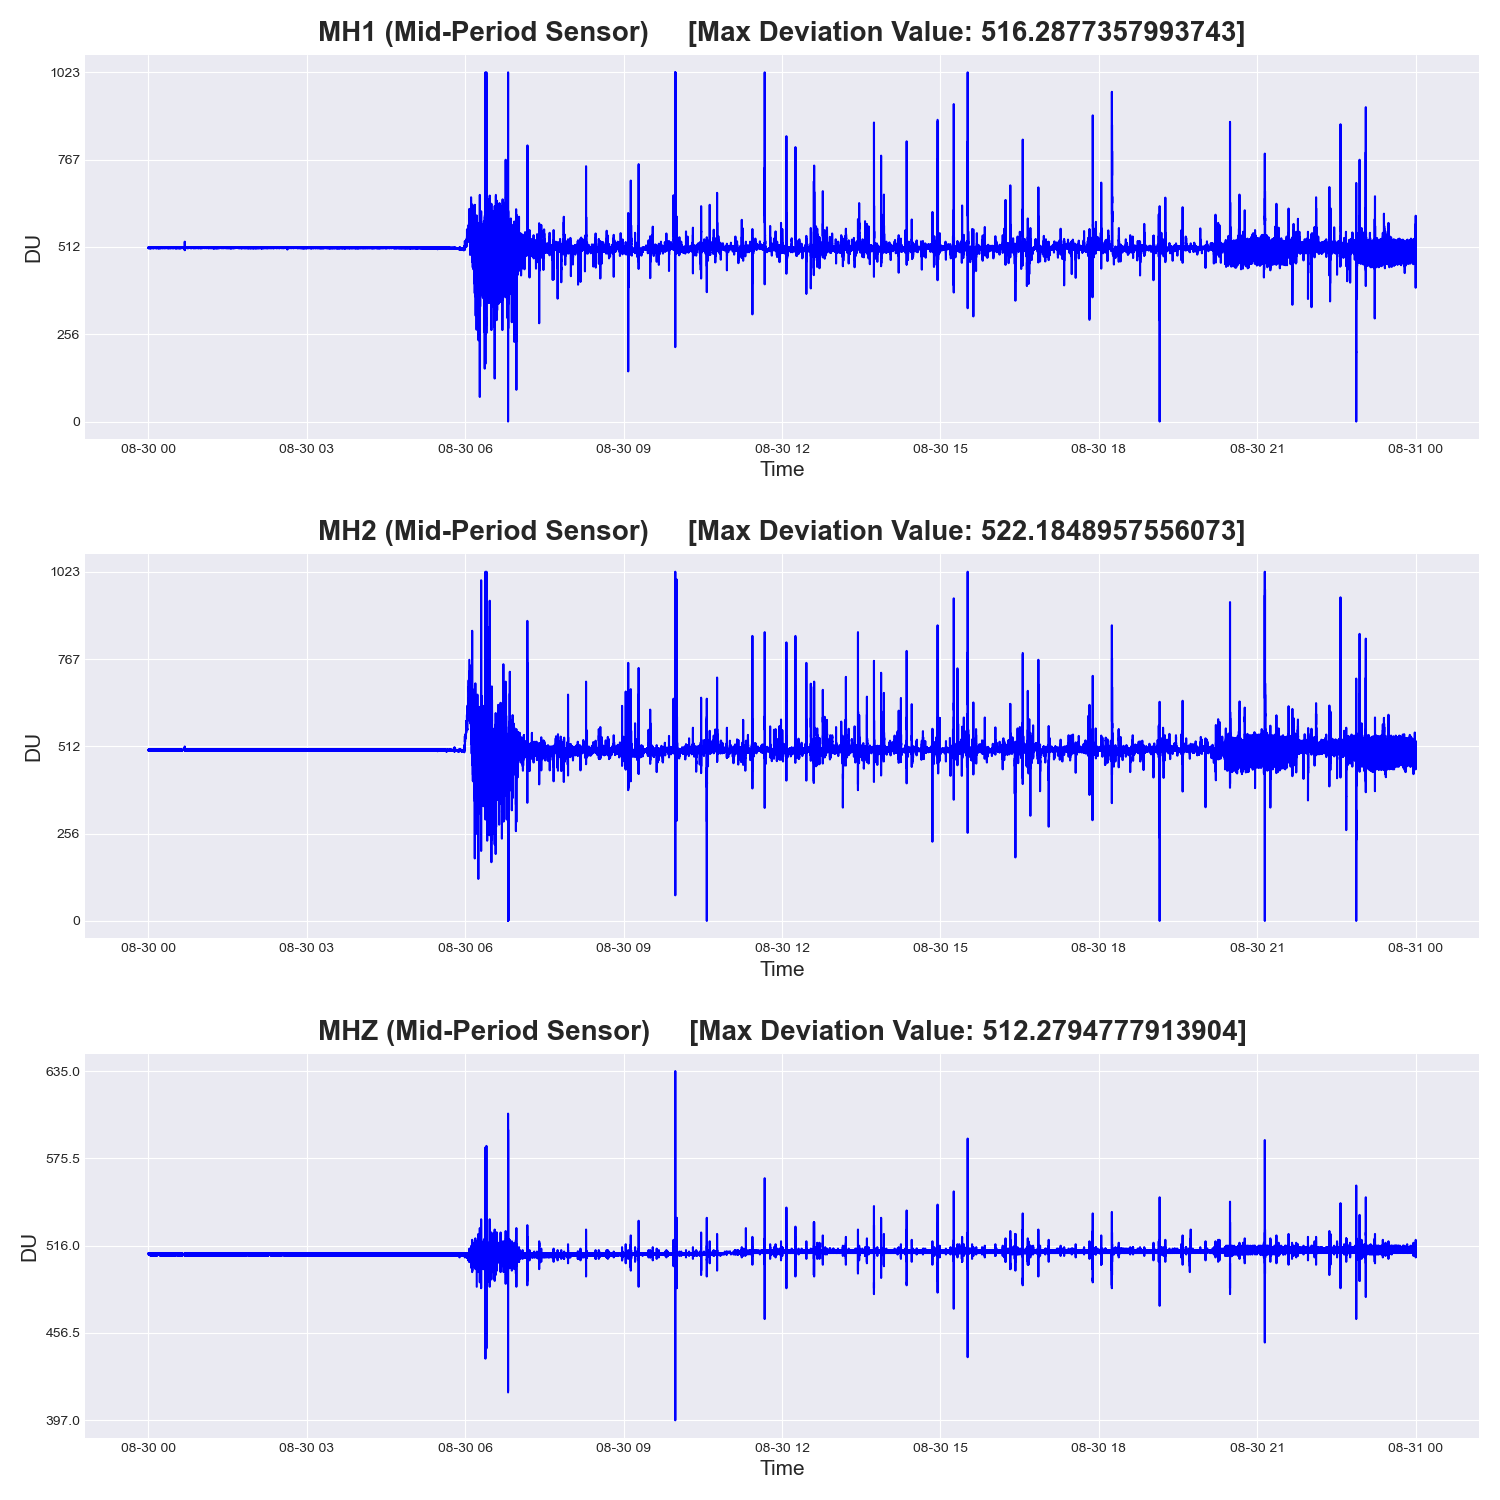 MH1 (Mid-Period Sensor) [Max Deviation Value: 516.2877357993743]
1023
767
512
256
0
DU
08-30 00 08-30 03 08-30 06 08-30 09 08-30 12 08-30 15 08-30 18 08-30 21 08-31 00
Time
MH2 (Mid-Period Sensor) [Max Deviation Value: 522.1848957556073]
1023
767
512
256
0
DU
08-30 00 08-30 03 08-30 06 08-30 09 08-30 12 08-30 15 08-30 18 08-30 21 08-31 00
Time
MHZ (Mid-Period Sensor) [Max Deviation Value: 512.2794777913904]
635.0
575.5
516.0
456.5
397.0
DU
08-30 00 08-30 03 08-30 06 08-30 09 08-30 12 08-30 15 08-30 18 08-30 21 08-31 00
Time